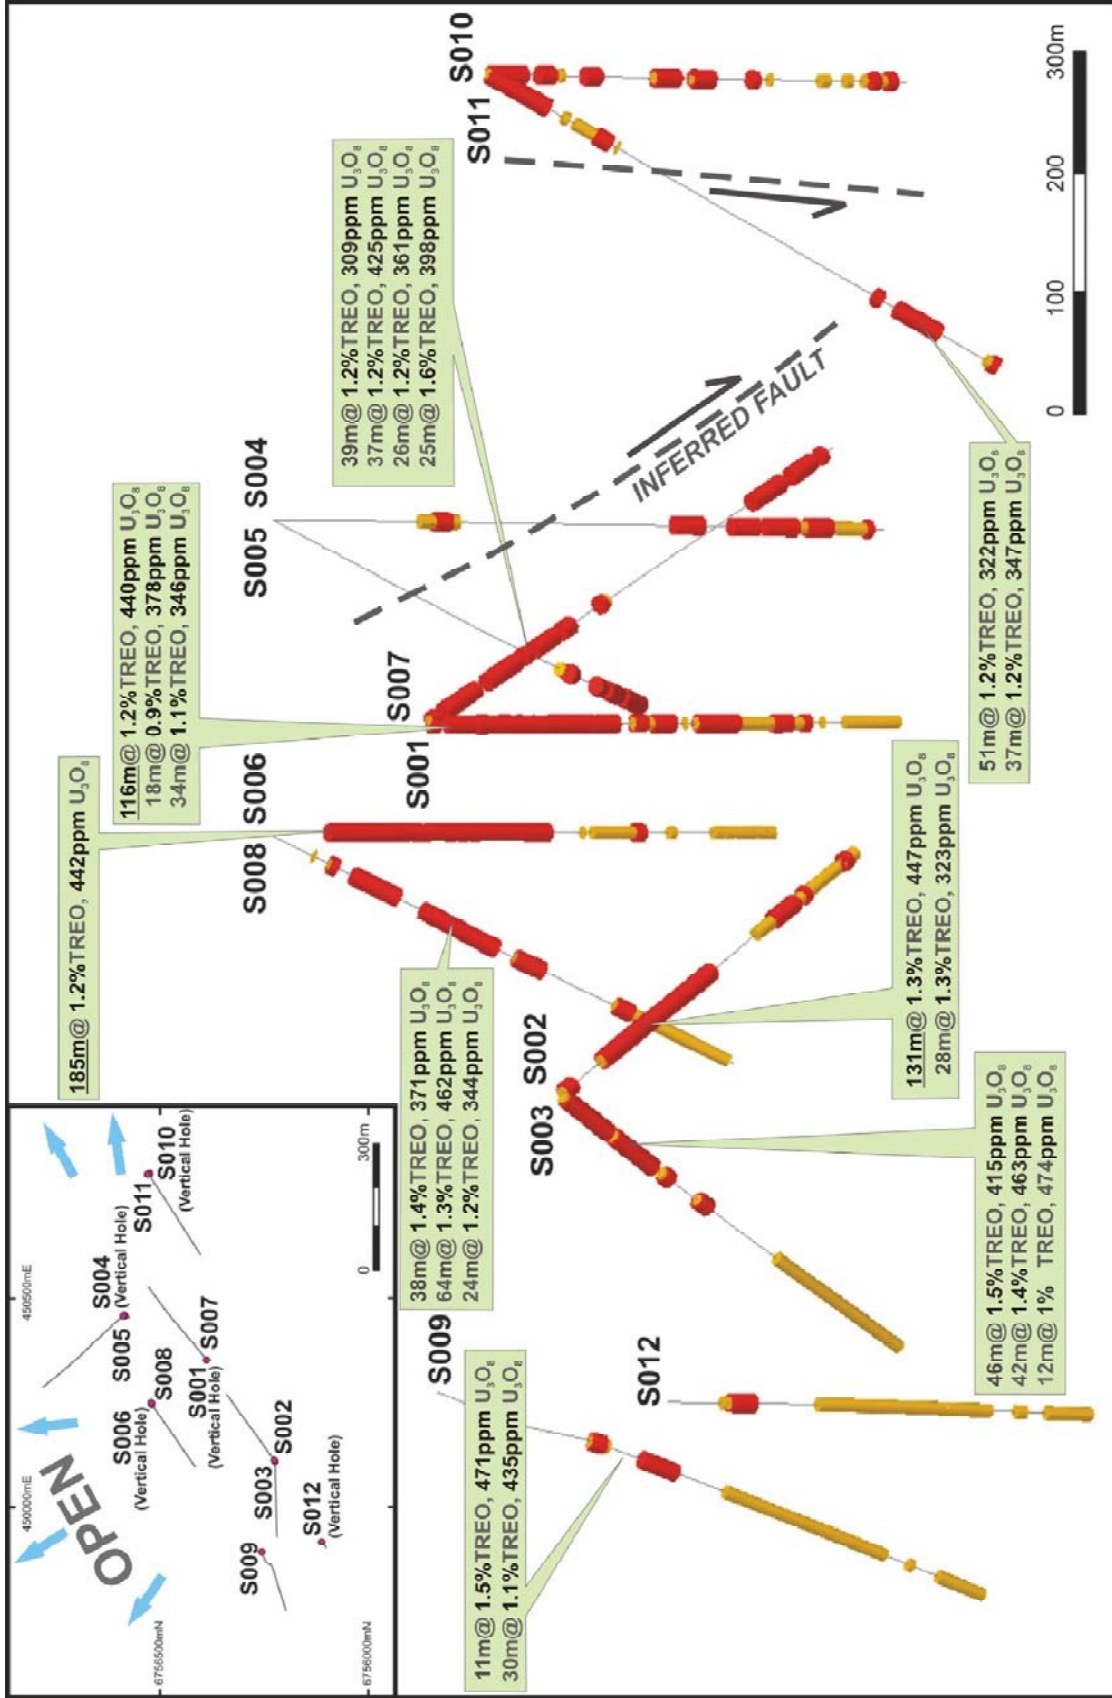 OPEN
450000mE
450500mE
6756500mN
6756000mN
S006
(Vertical Hole)
S008
S005
S004
(Vertical Hole)
S011
S010
(Vertical Hole)
S001
(Vertical Hole)
S007
S009
S003
S002
S012
(Vertical Hole)
0
300m
185m@ 1.2%TREO, 442ppm U₃O₈
116m@ 1.2%TREO, 440ppm U₃O₈
18m@ 0.9%TREO, 378ppm U₃O₈
34m@ 1.1%TREO, 346ppm U₃O₈
39m@ 1.2%TREO, 309ppm U₃O₈
37m@ 1.2%TREO, 425ppm U₃O₈
26m@ 1.2%TREO, 361ppm U₃O₈
25m@ 1.6%TREO, 398ppm U₃O₈
S008
S006
S005
S004
S001
S007
S011
S010
38m@ 1.4%TREO, 371ppm U₃O₈
64m@ 1.3%TREO, 462ppm U₃O₈
24m@ 1.2%TREO, 344ppm U₃O₈
S009
11m@ 1.5%TREO, 471ppm U₃O₈
30m@ 1.1%TREO, 435ppm U₃O₈
S003
S002
S012
INFERRED FAULT
131m@ 1.3%TREO, 447ppm U₃O₈
28m@ 1.3%TREO, 323ppm U₃O₈
46m@ 1.5%TREO, 415ppm U₃O₈
42m@ 1.4%TREO, 463ppm U₃O₈
12m@ 1% TREO, 474ppm U₃O₈
51m@ 1.2%TREO, 322ppm U₃O₈
37m@ 1.2%TREO, 347ppm U₃O₈
0
100
200
300m